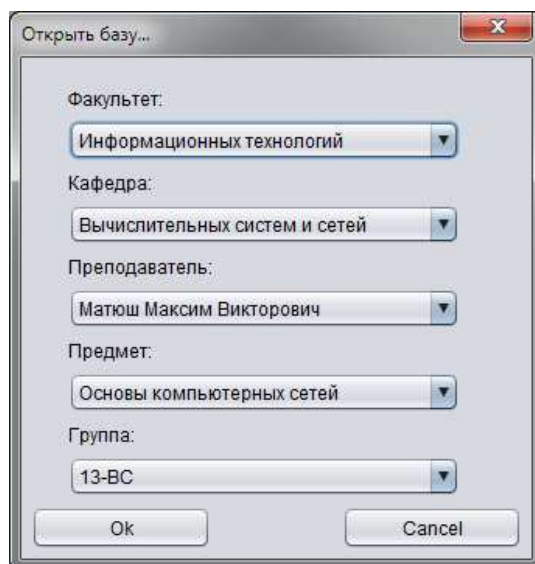 Открыть базу...
Факультет:
Информационных технологий
Кафедра:
Вычислительных систем и сетей
Преподаватель:
Матюш Максим Викторович
Предмет:
Основы компьютерных сетей
Группа:
13-ВС
Ok Cancel